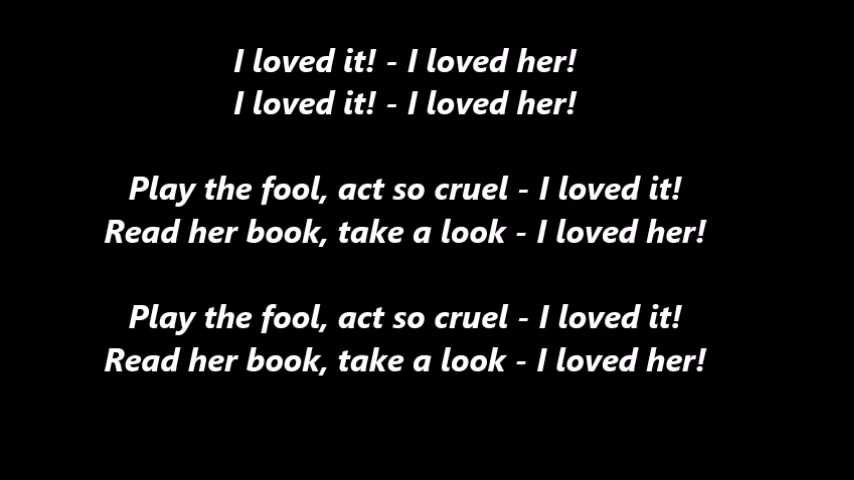 I loved it! - I loved her!
I loved it! - I loved her!
Play the fool, act so cruel - I loved it!
Read her book, take a look - I loved her!
Play the fool, act so cruel - I loved it!
Read her book, take a look - I loved her!